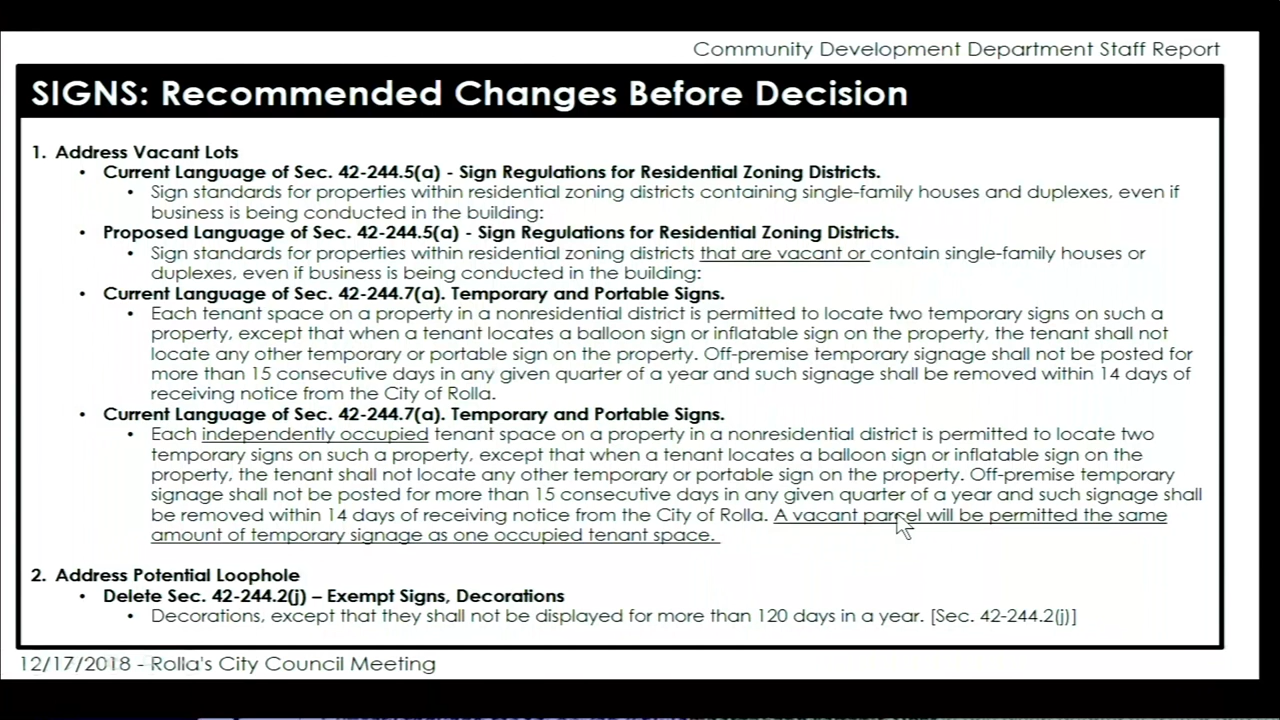 Community Development Department Staff Report
SIGNS: Recommended Changes Before Decision
1. Address Vacant Lots
• Current Language of Sec. 42-244.5(a) - Sign Regulations for Residential Zoning Districts.
• Sign standards for properties within residential zoning districts containing single-family houses and duplexes, even if
business is being conducted in the building:
• Proposed Language of Sec. 42-244.5(a) - Sign Regulations for Residential Zoning Districts.
• Sign standards for properties within residential zoning districts that are vacant or contain single-family houses or
duplexes, even if business is being conducted in the building:
• Current Language of Sec. 42-244.7(a). Temporary and Portable Signs.
• Each tenant space on a property in a nonresidential district is permitted to locate two temporary signs on such a
property, except that when a tenant locates a balloon sign or inflatable sign on the property, the tenant shall not
locate any other temporary or portable sign on the property. Off-premise temporary signage shall not be posted for
more than 15 consecutive days in any given quarter of a year and such signage shall be removed within 14 days of
receiving notice from the City of Rolla.
• Current Language of Sec. 42-244.7(a). Temporary and Portable Signs.
• Each independently occupied tenant space on a property in a nonresidential district is permitted to locate two
temporary signs on such a property, except that when a tenant locates a balloon sign or inflatable sign on the
property, the tenant shall not locate any other temporary or portable sign on the property. Off-premise temporary
signage shall not be posted for more than 15 consecutive days in any given quarter of a year and such signage shall
be removed within 14 days of receiving notice from the City of Rolla. A vacant parcel will be permitted the same
amount of temporary signage as one occupied tenant space.
2. Address Potential Loophole
• Delete Sec. 42-244.2(j) – Exempt Signs, Decorations
• Decorations, except that they shall not be displayed for more than 120 days in a year. [Sec. 42-244.2(j)]
12/17/2018 - Rolla's City Council Meeting